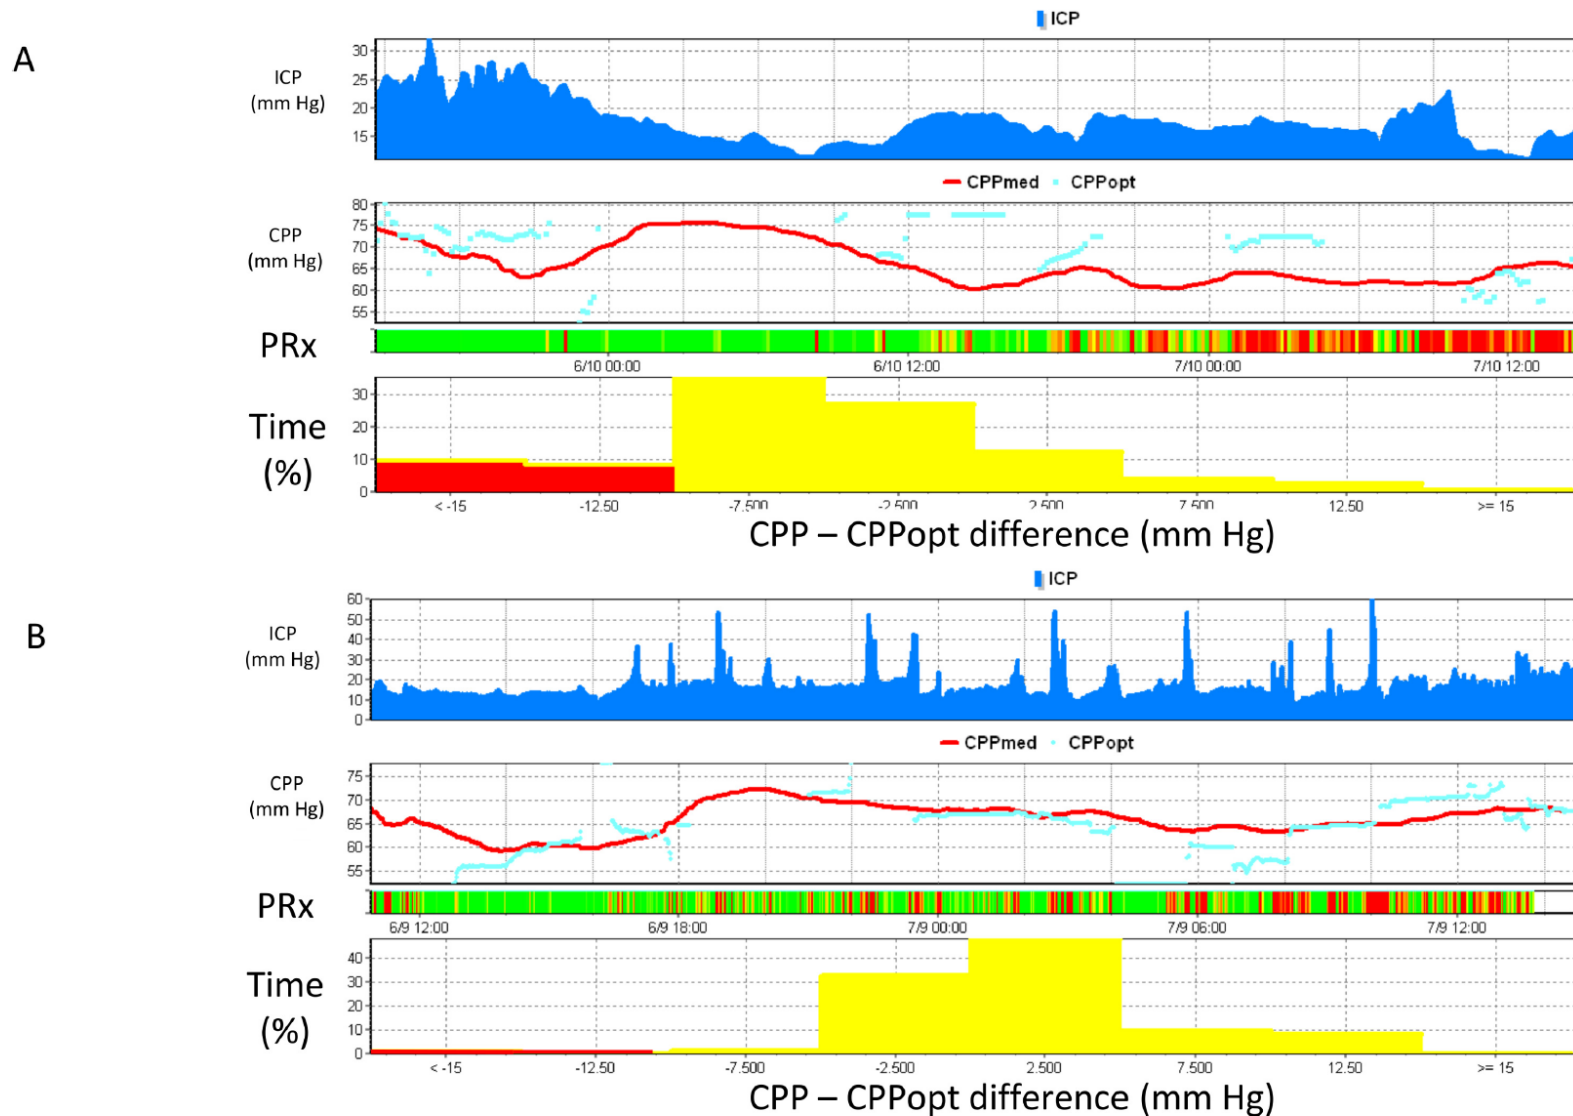 A
ICP
ICP
(mm Hg)
30
25
20
15
CPPmed CPPOpt
CPP
(mm Hg)
80
75
70
65
60
55
PRx
6/10 00:00 6/10 12:00 7/10 00:00 7/10 12:00
Time
(%)
30
20
10
0
< -15 -12.50 -7.500 -2.500 2.500 7.500 12.50 >= 15
CPP – CPPopt difference (mm Hg)
B
ICP
ICP
(mm Hg)
60
50
40
30
20
10
0
CPPmed CPPOpt
CPP
(mm Hg)
75
70
65
60
55
PRx
6/9 12:00 6/9 18:00 7/9 00:00 7/9 06:00 7/9 12:00
Time
(%)
40
30
20
10
0
< -15 -12.50 -7.500 -2.500 2.500 7.500 12.50 >= 15
CPP – CPPopt difference (mm Hg)